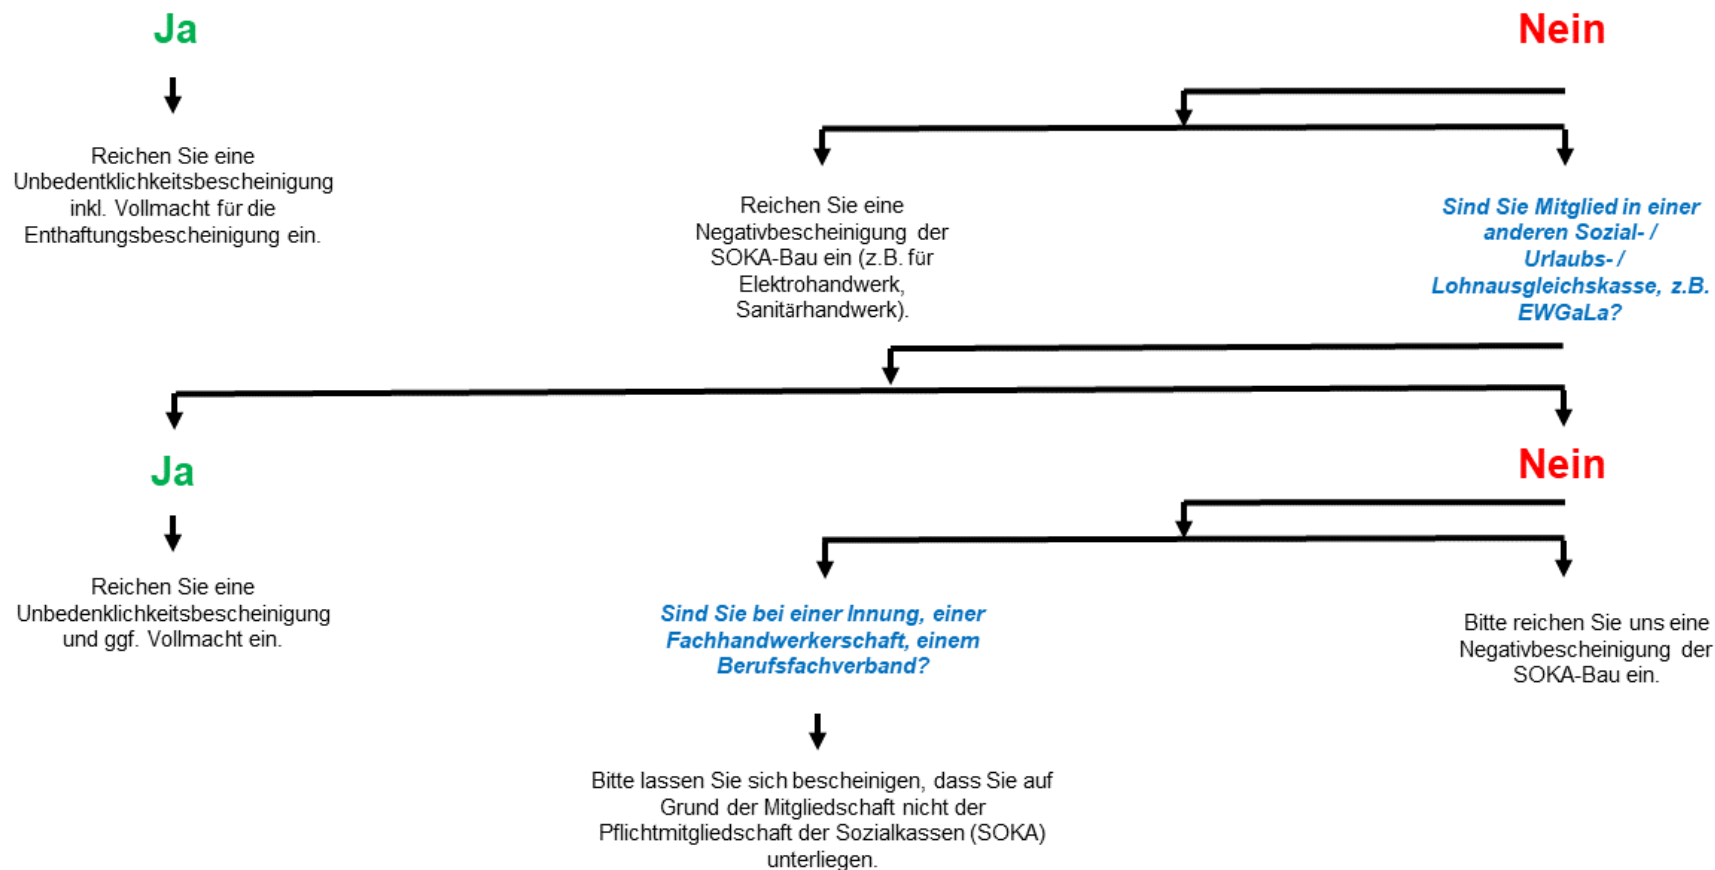 Ja
Nein
Reichen Sie eine
Unbedentklichkeitsbescheinigung
inkl. Vollmacht für die
Enthaftungsbescheinigung ein.
Reichen Sie eine
Negativbescheinigung der
SOKA-Bau ein (z.B. für
Elektrohandwerk,
Sanitärhandwerk).
Sind Sie Mitglied in einer
anderen Sozial- /
Urlaubs- /
Lohnausgleichskasse, z.B.
EWGaLa?
Ja
Nein
Reichen Sie eine
Unbedenklichkeitsbescheinigung
und ggf. Vollmacht ein.
Sind Sie bei einer Innung, einer
Fachhandwerkerschaft, einem
Berufsfachverband?
Bitte reichen Sie uns eine
Negativbescheinigung der
SOKA-Bau ein.
Bitte lassen Sie sich bescheinigen, dass Sie auf
Grund der Mitgliedschaft nicht der
Pflichtmitgliedschaft der Sozialkassen (SOKA)
unterliegen.